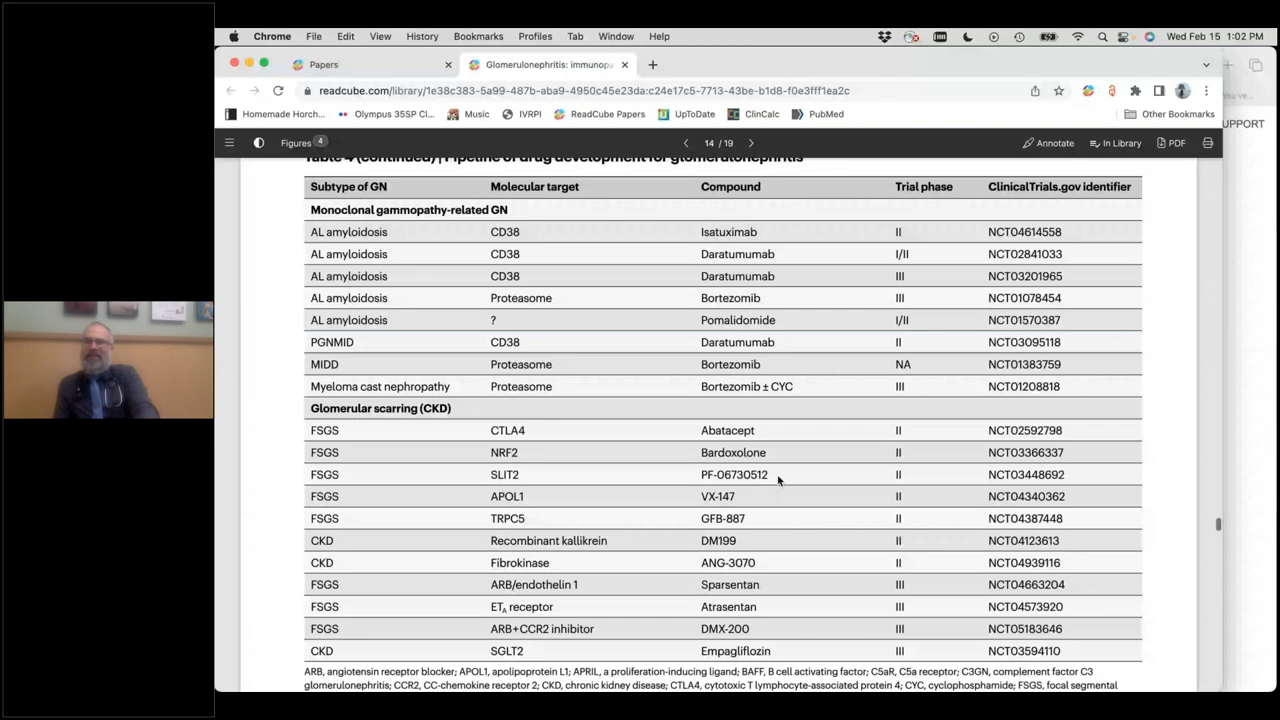 Chrome File Edit View History Bookmarks Profiles Tab Window Help Wed Feb 15 1:02 PM
Papers × Glomerulonephritis: immunopa × +
readcube.com/library/1e38c383-5a99-487b-aba9-4950c45e23da:c24e17c5-7713-43be-b1d8-f0e3fff1ea2c
Homemade Horch... Olympus 35SP Cl... Music IVRPI ReadCube Papers UpToDate ClinCalc PubMed Other Bookmarks
UPPORT
Figures 4 14 / 19 Annotate In Library PDF
Table 4 (continued) | Pipeline of drug development for glomerulonephritis
Subtype of GN Molecular target Compound Trial phase ClinicalTrials.gov identifier
Monoclonal gammopathy-related GN
AL amyloidosis CD38 Isatuximab II NCT04614558
AL amyloidosis CD38 Daratumumab I/II NCT02841033
AL amyloidosis CD38 Daratumumab III NCT03201965
AL amyloidosis Proteasome Bortezomib III NCT01078454
AL amyloidosis ? Pomalidomide I/II NCT01570387
PGNMID CD38 Daratumumab II NCT03095118
MIDD Proteasome Bortezomib NA NCT01383759
Myeloma cast nephropathy Proteasome Bortezomib ± CYC III NCT01208818
Glomerular scarring (CKD)
FSGS CTLA4 Abatacept II NCT02592798
FSGS NRF2 Bardoxolone II NCT03366337
FSGS SLIT2 PF-06730512 II NCT03448692
FSGS APOL1 VX-147 II NCT04340362
FSGS TRPC5 GFB-887 II NCT04387448
CKD Recombinant kallikrein DM199 II NCT04123613
CKD Fibrokinase ANG-3070 II NCT04939116
FSGS ARB/endothelin 1 Sparsentan III NCT04663204
FSGS ETA receptor Atrasentan III NCT04573920
FSGS ARB+CCR2 inhibitor DMX-200 III NCT05183646
CKD SGLT2 Empagliflozin III NCT03594110
ARB, angiotensin receptor blocker; APOL1, apolipoprotein L1; APRIL, a proliferation-inducing ligand; BAFF, B cell activating factor; C5aR, C5a receptor; C3GN, complement factor C3
glomerulonephritis; CCR2, CC-chemokine receptor 2; CKD, chronic kidney disease; CTLA4, cytotoxic T lymphocyte-associated protein 4; CYC, cyclophosphamide; FSGS, focal segmental